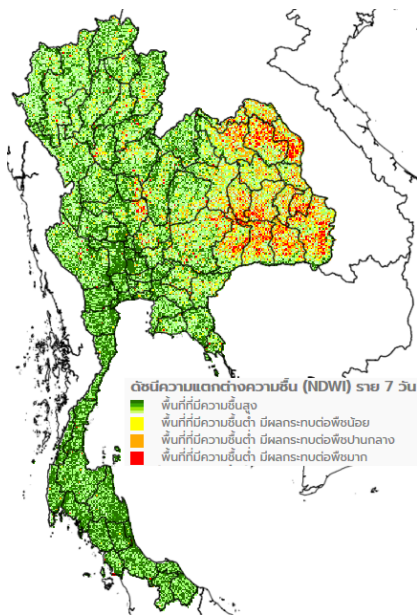 ดัชนีความแตกต่างความชื้น (NDWI) ราย 7 วัน
พื้นที่ที่มีความชื้นสูง
พื้นที่ที่มีความชื้นต่ำ มีผลกระทบต่อพืชน้อย
พื้นที่ที่มีความชื้นต่ำ มีผลกระทบต่อพืชปานกลาง
พื้นที่ที่มีความชื้นต่ำ มีผลกระทบต่อพืชมาก